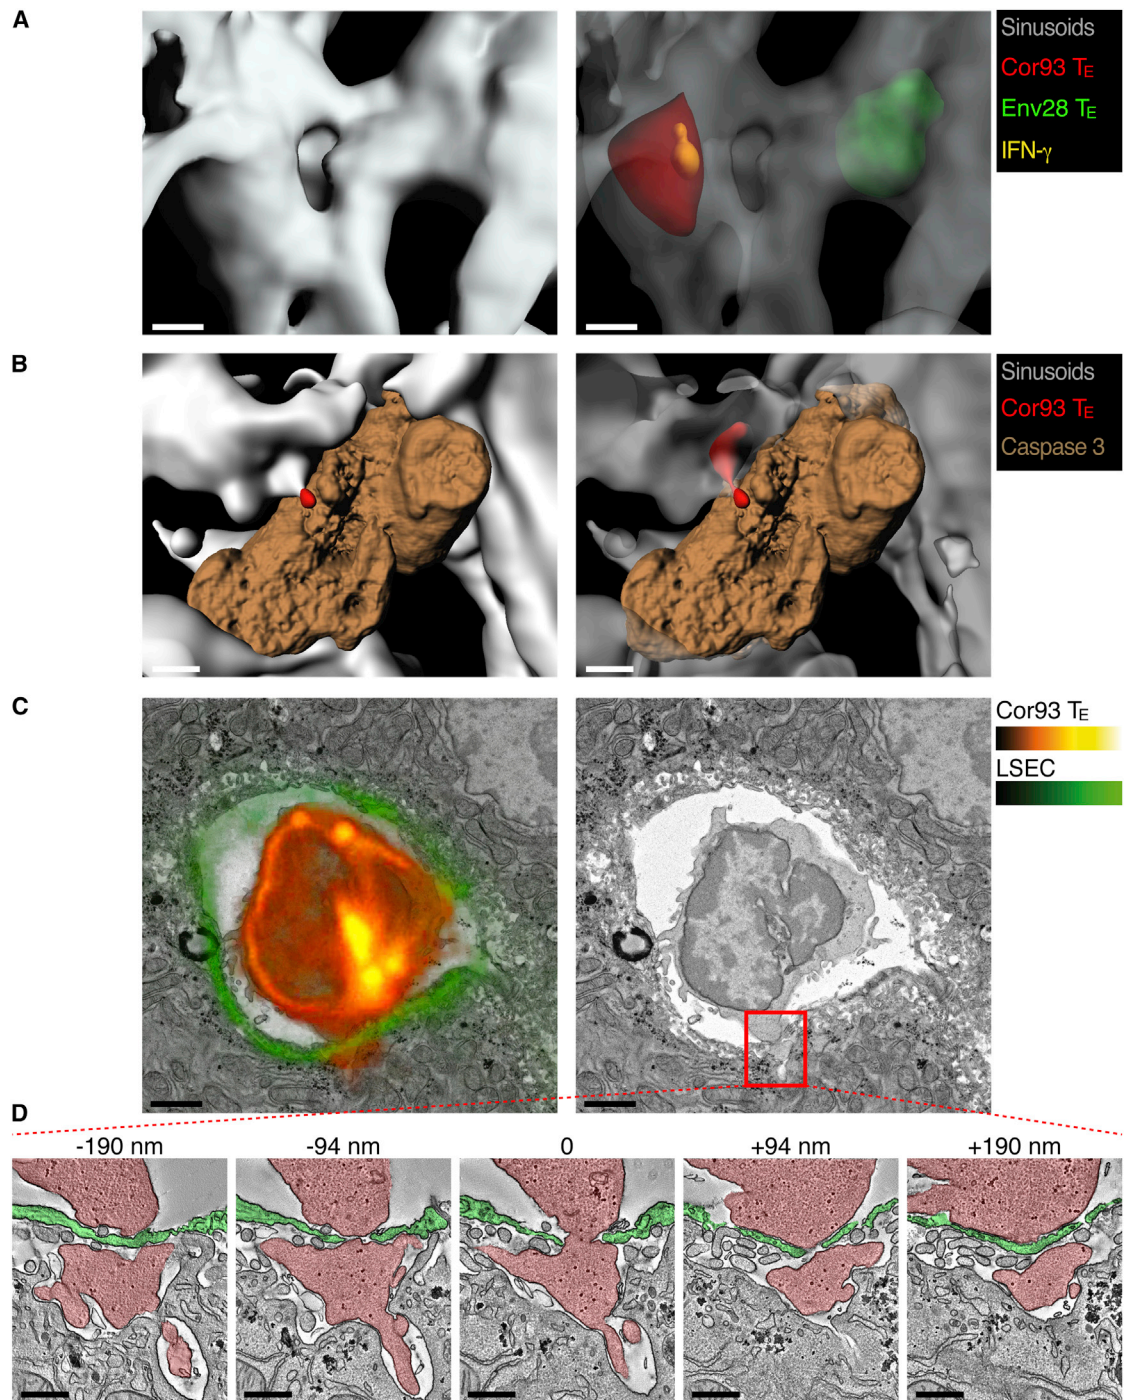 A
Sinusoids
Cor93 TE
Env28 TE
IFN-γ
B
Sinusoids
Cor93 TE
Caspase 3
C
Cor93 TE
LSEC
D
-190 nm
-94 nm
0
+94 nm
+190 nm